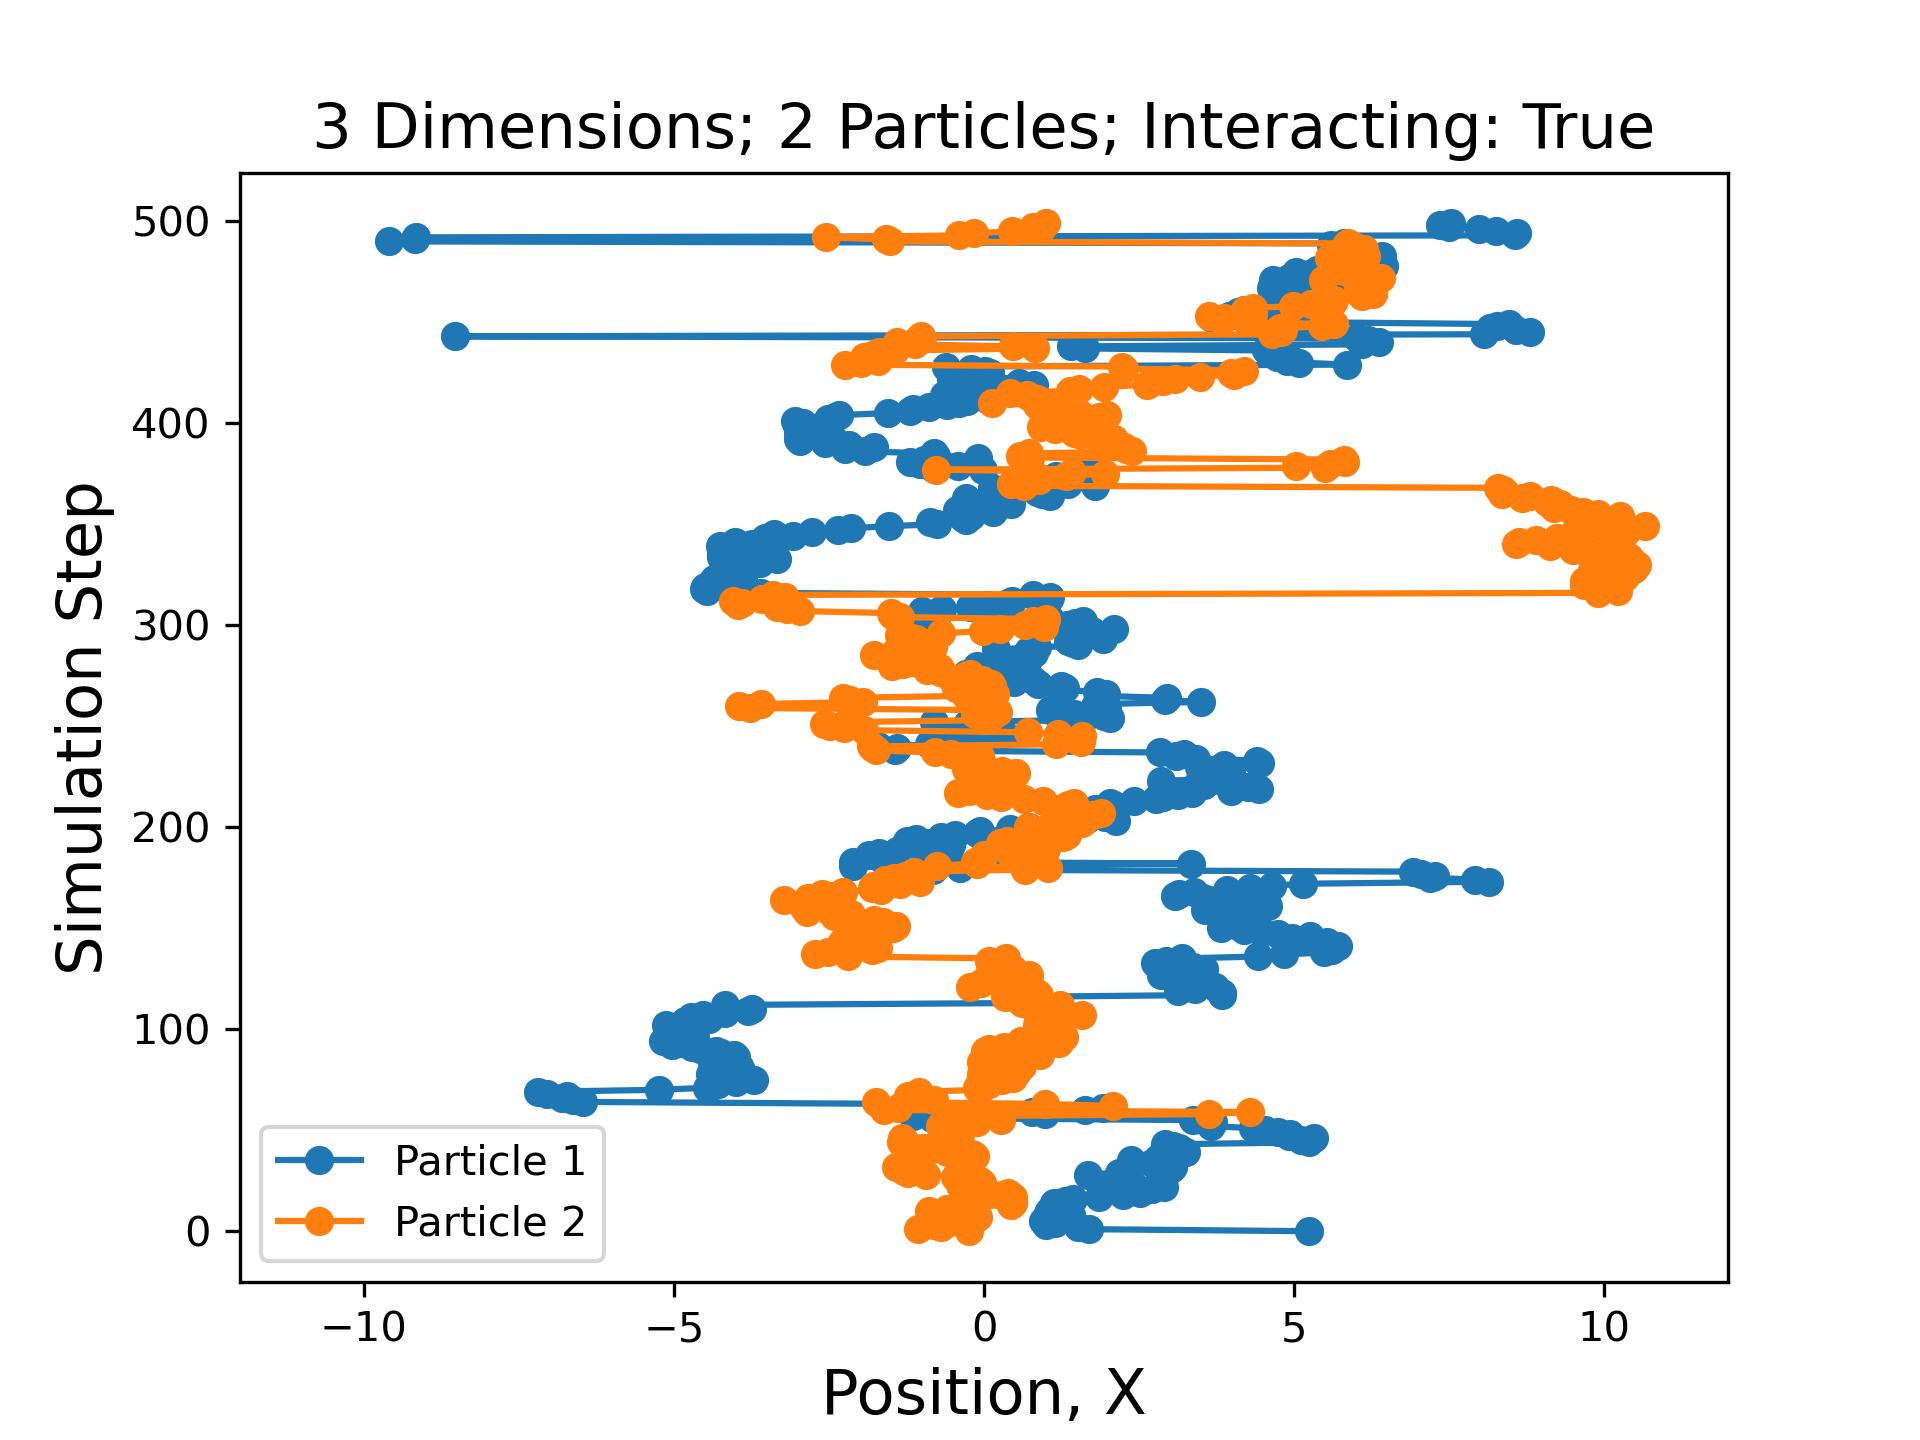 3 Dimensions; 2 Particles; Interacting: True
Simulation Step
500
400
300
200
100
0
Particle 1
Particle 2
−10
−5
0
5
10
Position, X